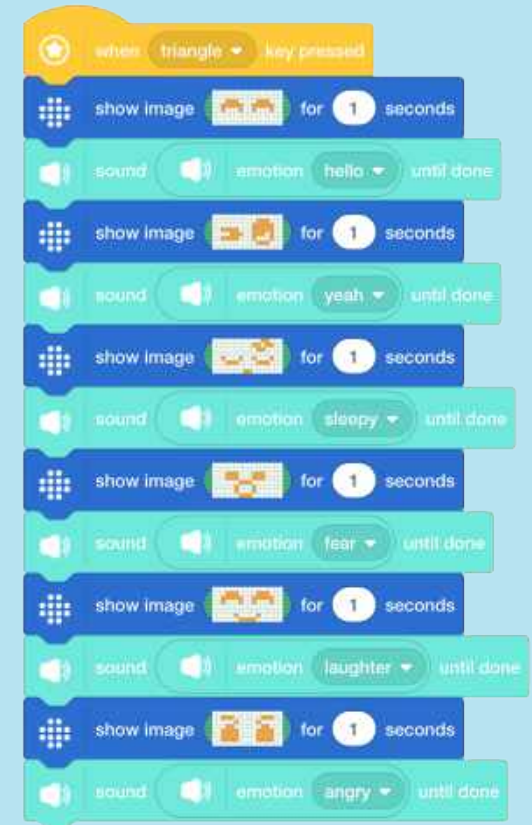 when triangle key pressed
show image for 1 seconds
sound emotion hello until done
show image for 1 seconds
sound emotion yeah until done
show image for 1 seconds
sound emotion sleepy until done
show image for 1 seconds
sound emotion fear until done
show image for 1 seconds
sound emotion laughter until done
show image for 1 seconds
sound emotion angry until done